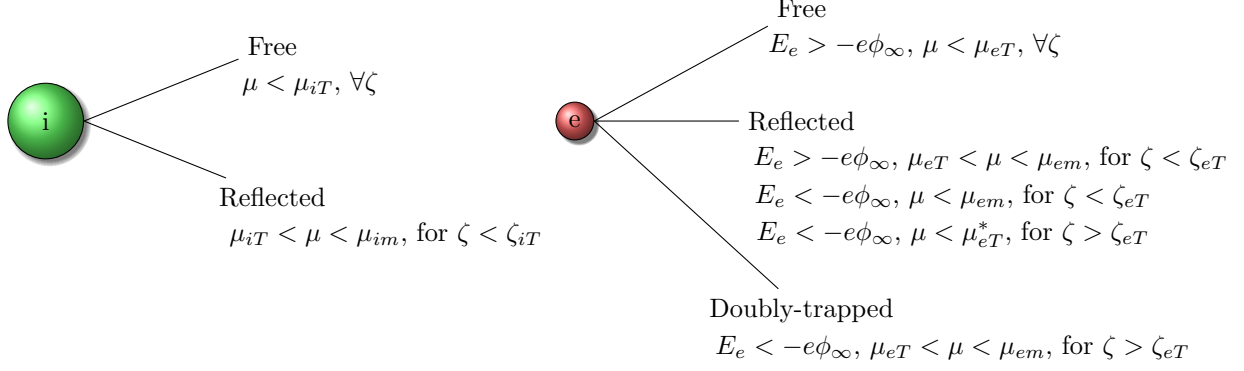 i
Free
μ < μ_{iT}, ∀ζ
Reflected
μ_{iT} < μ < μ_{im}, for ζ < ζ_{iT}
e
Free
E_e > −eϕ_∞, μ < μ_{eT}, ∀ζ
Reflected
E_e > −eϕ_∞, μ_{eT} < μ < μ_{em}, for ζ < ζ_{eT}
E_e < −eϕ_∞, μ < μ_{em}, for ζ < ζ_{eT}
E_e < −eϕ_∞, μ < μ*_{eT}, for ζ > ζ_{eT}
Doubly-trapped
E_e < −eϕ_∞, μ_{eT} < μ < μ_{em}, for ζ > ζ_{eT}